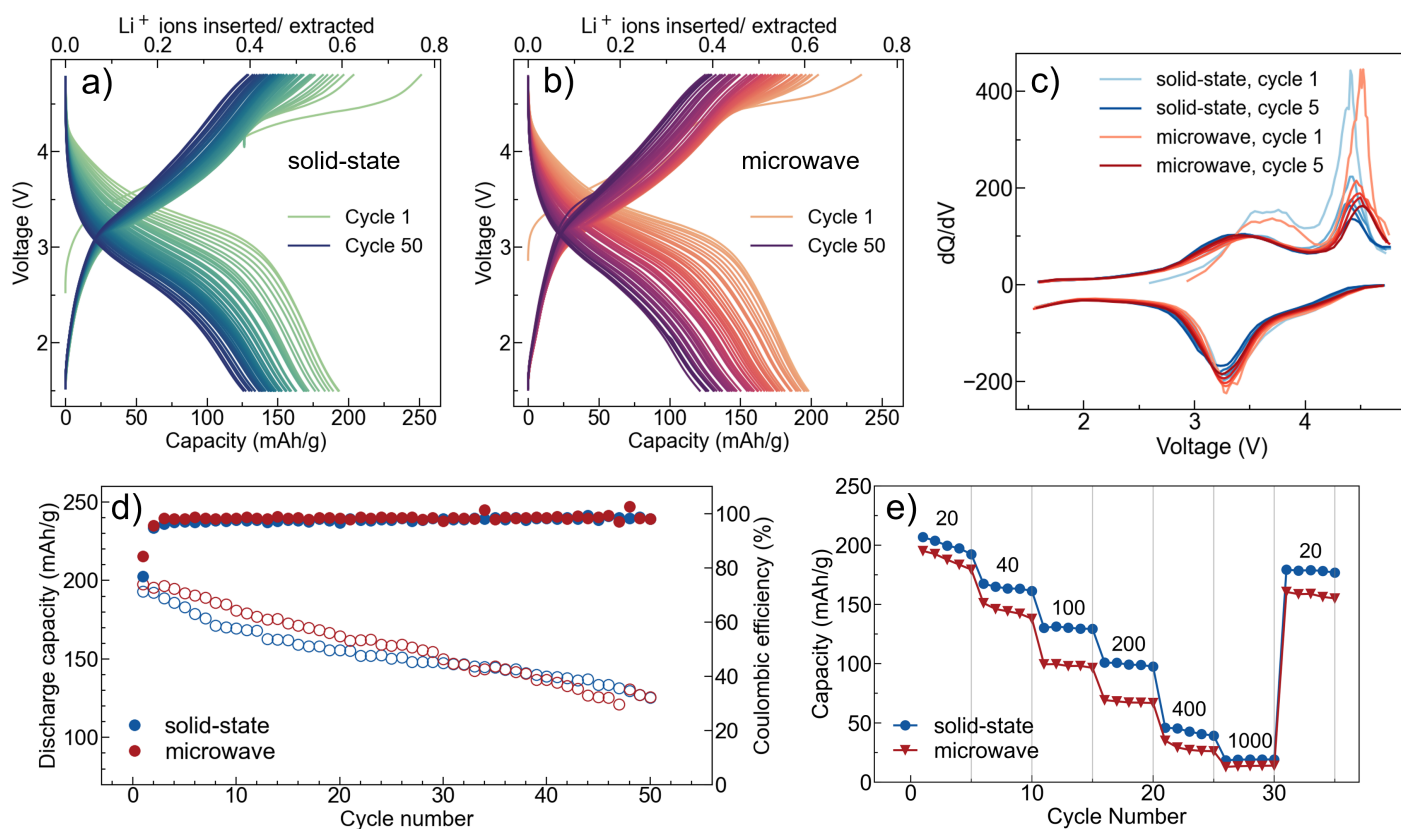 Li⁺ ions inserted/ extracted
0.0 0.2 0.4 0.6 0.8
a)
solid-state
Cycle 1
Cycle 50
Voltage (V)
4
3
2
0 50 100 150 200 250
Capacity (mAh/g)
Li⁺ ions inserted/ extracted
0.0 0.2 0.4 0.6 0.8
b)
microwave
Cycle 1
Cycle 50
Voltage (V)
4
3
2
0 50 100 150 200 250
Capacity (mAh/g)
c)
solid-state, cycle 1
solid-state, cycle 5
microwave, cycle 1
microwave, cycle 5
dQ/dV
400
200
0
−200
2 3 4
Voltage (V)
d)
Discharge capacity (mAh/g)
250
200
150
100
Coulombic efficiency (%)
100
80
60
40
20
0
solid-state
microwave
0 10 20 30 40 50
Cycle number
e)
Capacity (mAh/g)
250
200
150
100
50
0
20
40
100
200
400
1000
20
solid-state
microwave
0 10 20 30
Cycle Number